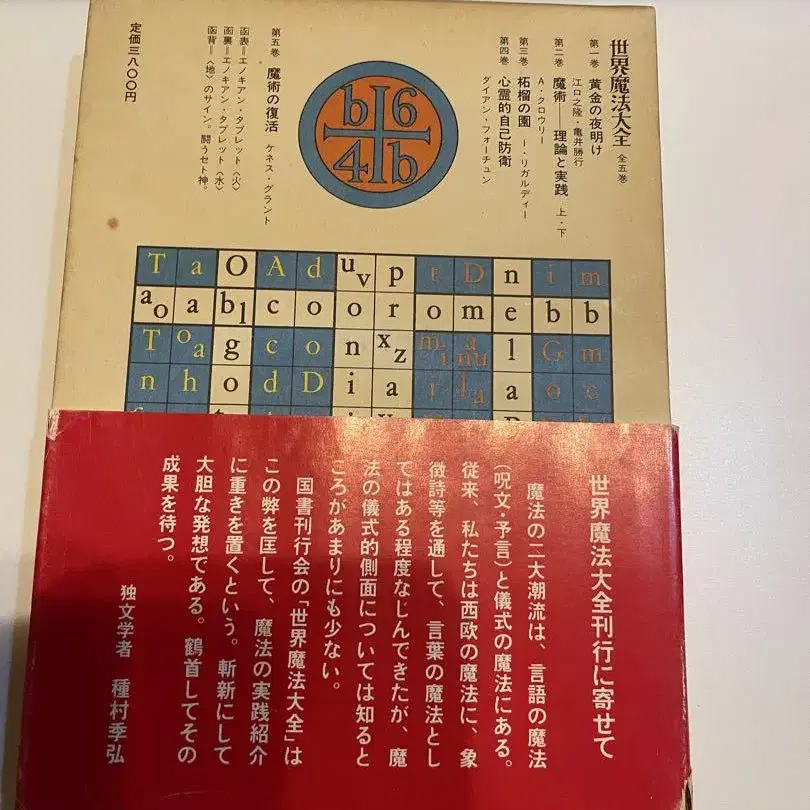 世界魔法大全 全五巻
第一巻 黄金の夜明け
江口之隆・亀井勝行
第二巻 魔術――理論と実践 上・下
A・クロウリー
第三巻 柘榴の園 I・リガルディー
第四巻 心霊的自己防衛
ダイアン・フォーチュン
第五巻 魔術の復活 ケネス・グラント
函表=エノキアン・タブレット〈火〉
函裏=エノキアン・タブレット〈水〉
函背=〈地〉のサイン。闘うセト神。
定価三八〇〇円
b 6
4 b
T a O A d uv p t D n i m
ao a b1 c o o r o m e b b
T oa g c o n xz m i a nu l G m
n h o d D i a i l a a o c
世界魔法大全刊行に寄せて
魔法の二大潮流は、言語の魔法
(呪文・予言)と儀式の魔法にある。
従来、私たちは西欧の魔法に、象
徴詩等を通して、言葉の魔法とし
てはある程度なじんできたが、魔
法の儀式的側面については知ると
ころがあまりにも少ない。
国書刊行会の「世界魔法大全」は
この弊を匡して、魔法の実践紹介
に重きを置くという。斬新にして
大胆な発想である。鶴首してその
成果を待つ。
独文学者 種村季弘